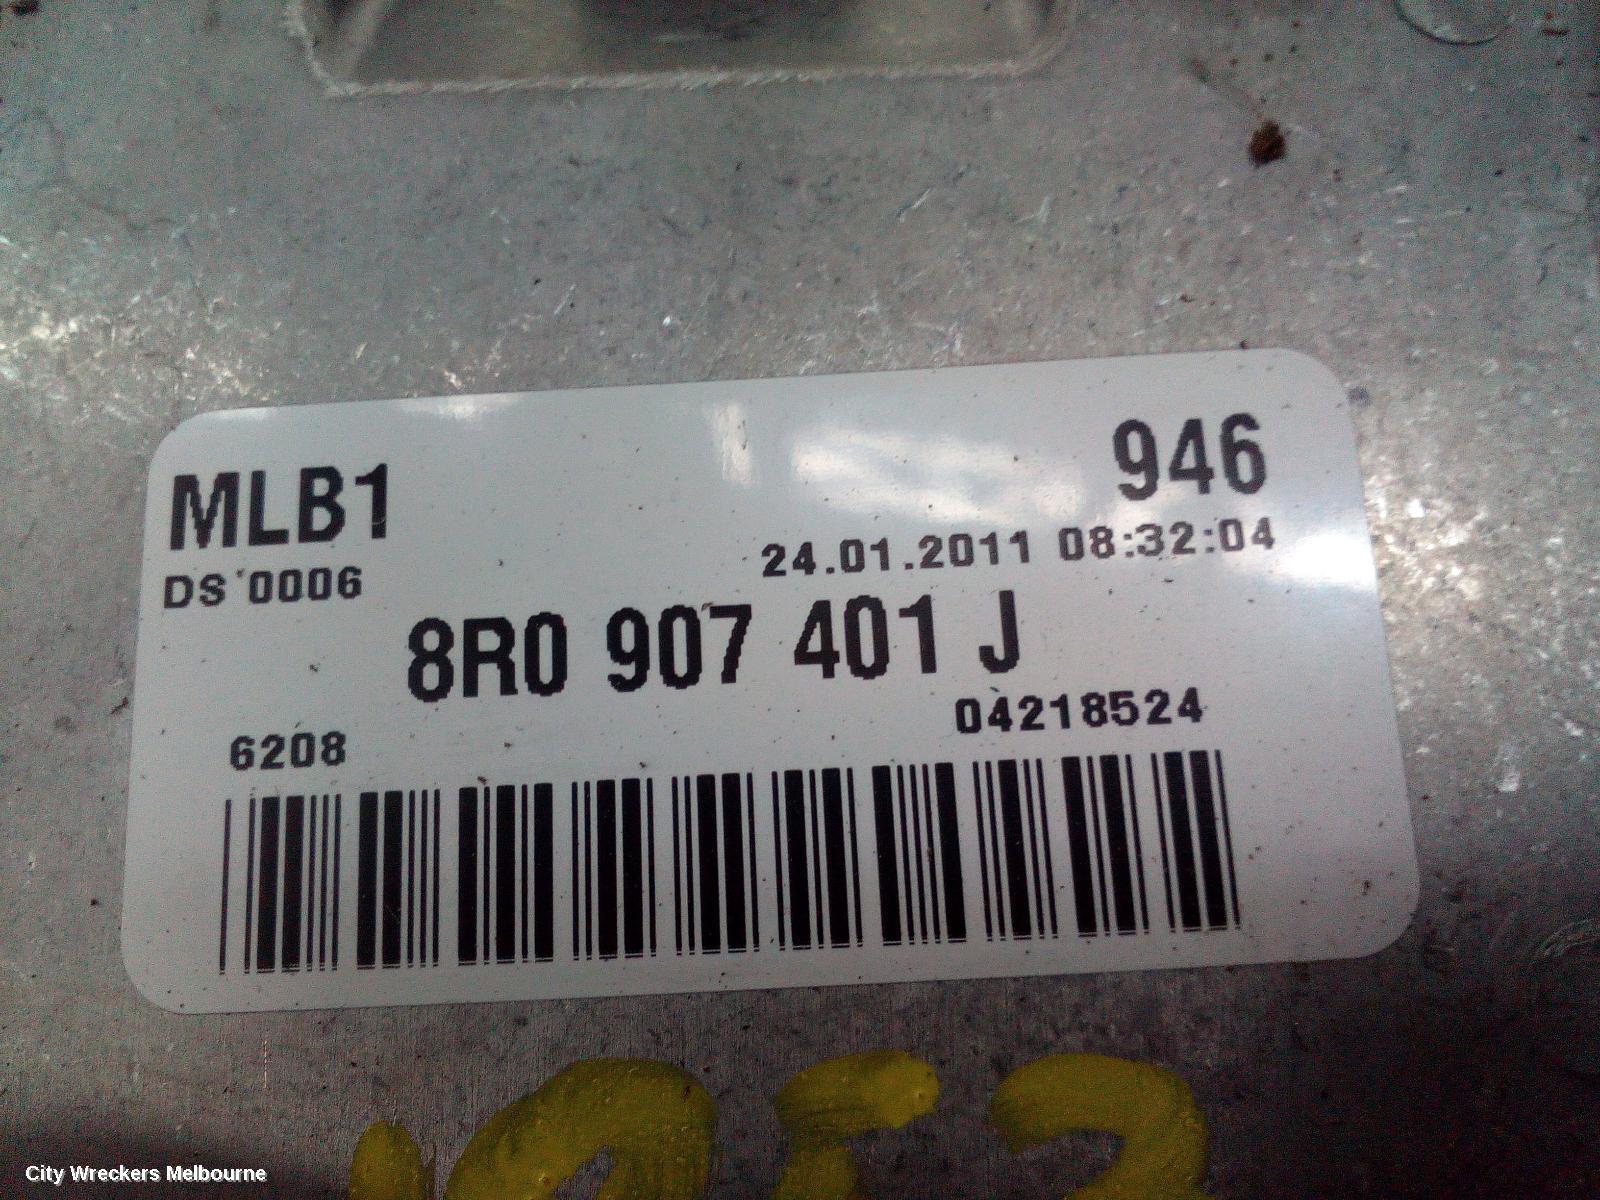 MLB1
946
DS 0006
24.01.2011 08:32:04
8R0 907 401 J
6208
04218524
City Wreckers Melbourne